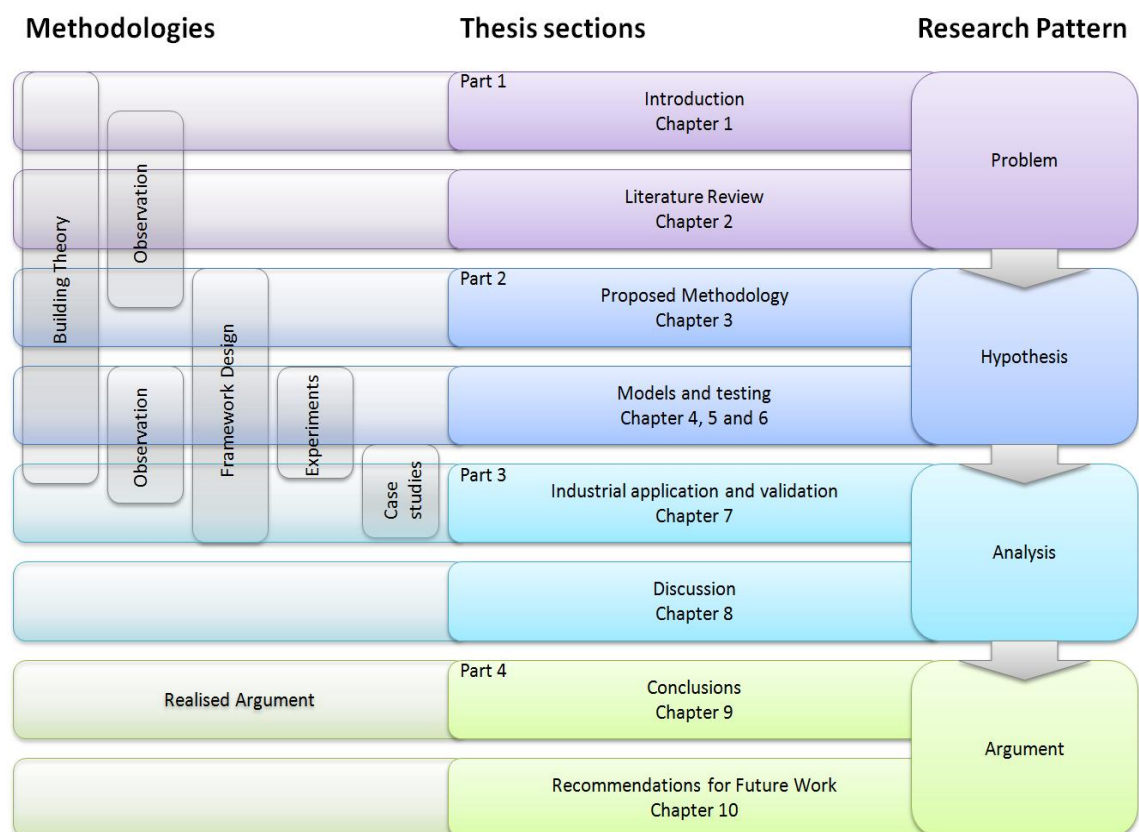 Methodologies
Thesis sections
Research Pattern
Part 1
Introduction
Chapter 1
Problem
Literature Review
Chapter 2
Building Theory
Observation
Part 2
Proposed Methodology
Chapter 3
Hypothesis
Models and testing
Chapter 4, 5 and 6
Observation
Framework Design
Experiments
Case
studies
Part 3
Industrial application and validation
Chapter 7
Analysis
Discussion
Chapter 8
Realised Argument
Part 4
Conclusions
Chapter 9
Argument
Recommendations for Future Work
Chapter 10